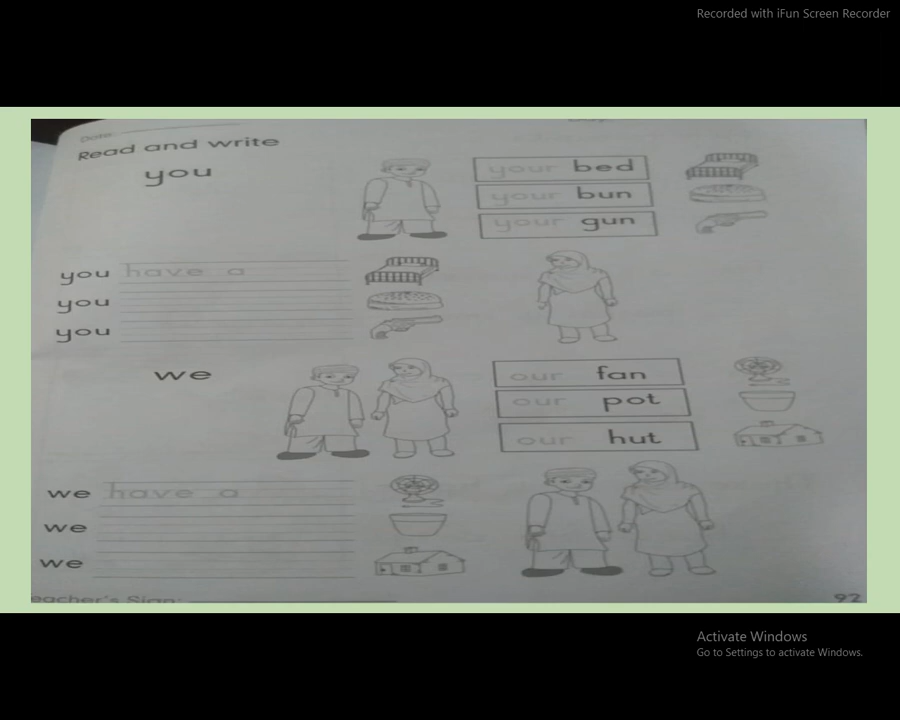 Recorded with iFun Screen Recorder
Date
Read and write
you
your bed
your bun
your gun
you have a
you
you
we
our fan
our pot
our hut
we have a
we
we
eacher's Sign:
92
Activate Windows
Go to Settings to activate Windows.